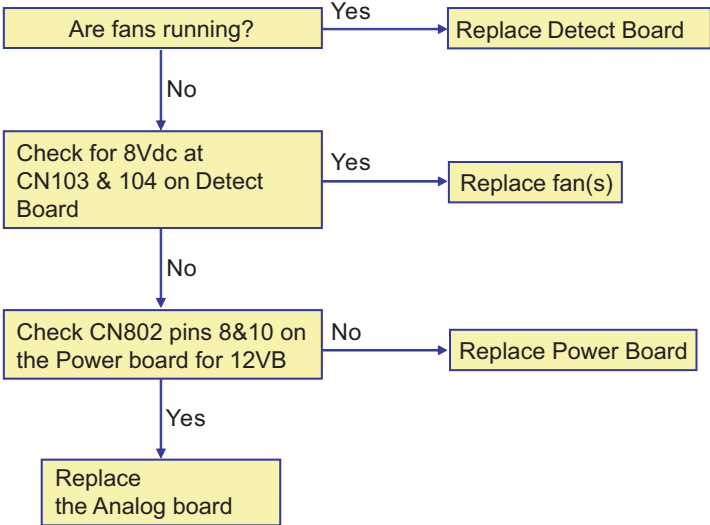 Are fans running?
Yes
Replace Detect Board
No
Check for 8Vdc at
CN103 & 104 on Detect
Board
Yes
Replace fan(s)
No
Check CN802 pins 8&10 on
the Power board for 12VB
No
Replace Power Board
Yes
Replace
the Analog board